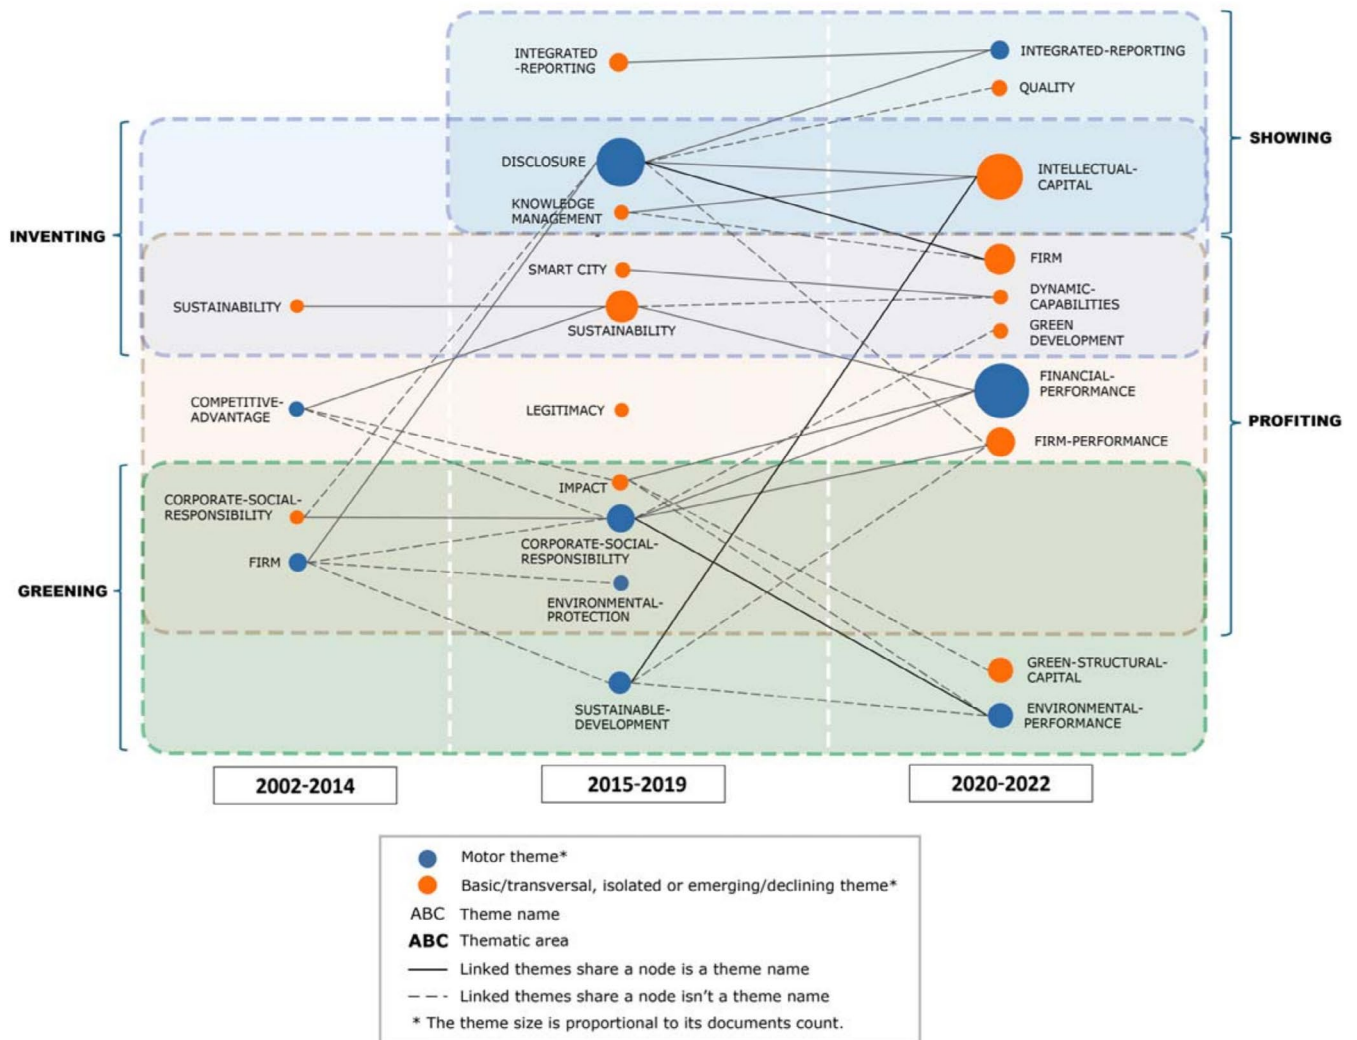 INTEGRATED
-REPORTING
INTEGRATED-REPORTING
QUALITY
SHOWING
DISCLOSURE
INTELLECTUAL-
CAPITAL
KNOWLEDGE
MANAGEMENT
INVENTING
FIRM
SMART CITY
DYNAMIC-
CAPABILITIES
SUSTAINABILITY
SUSTAINABILITY
GREEN
DEVELOPMENT
FINANCIAL-
PERFORMANCE
COMPETITIVE-
ADVANTAGE
LEGITIMACY
PROFITING
FIRM-PERFORMANCE
IMPACT
CORPORATE-SOCIAL-
RESPONSIBILITY
CORPORATE-SOCIAL-
RESPONSIBILITY
FIRM
GREENING
ENVIRONMENTAL-
PROTECTION
GREEN-STRUCTURAL-
CAPITAL
SUSTAINABLE-
DEVELOPMENT
ENVIRONMENTAL-
PERFORMANCE
2002-2014
2015-2019
2020-2022
Motor theme*
Basic/transversal, isolated or emerging/declining theme*
ABC Theme name
ABC Thematic area
Linked themes share a node is a theme name
Linked themes share a node isn't a theme name
* The theme size is proportional to its documents count.